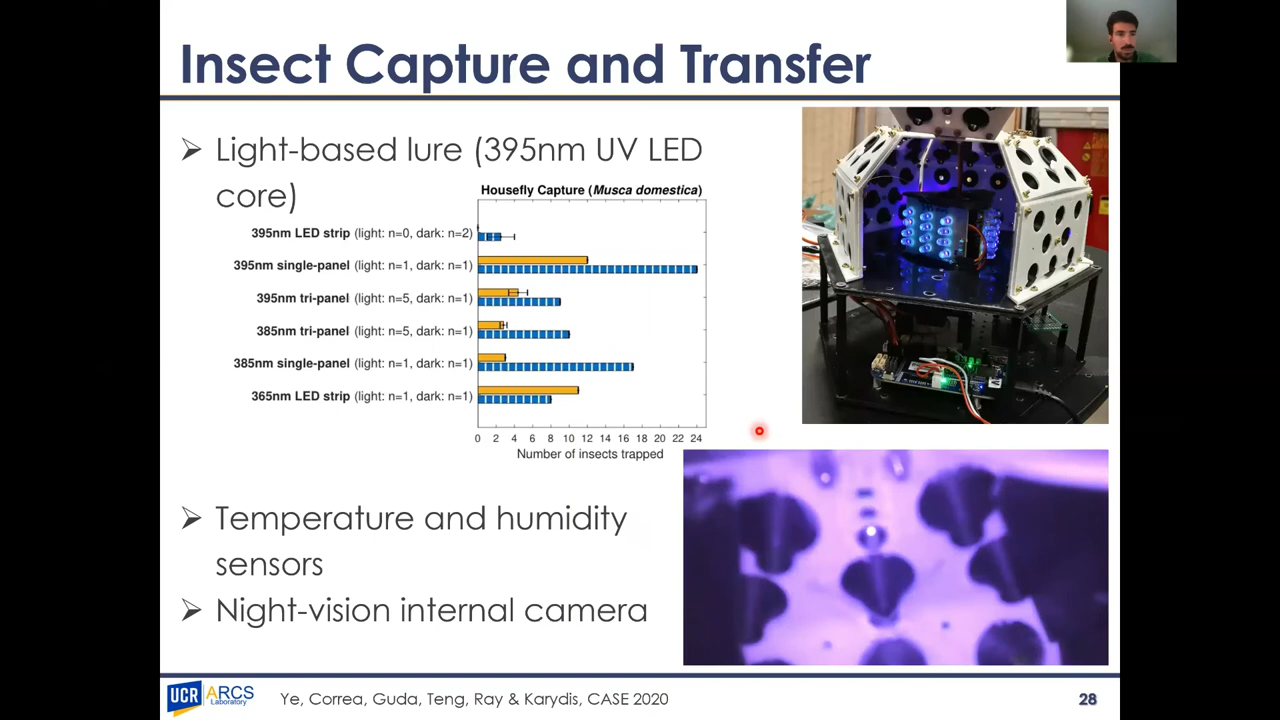 Insect Capture and Transfer
➢ Light-based lure (395nm UV LED
core)
Housefly Capture (Musca domestica)
395nm LED strip (light: n=0, dark: n=2)
395nm single-panel (light: n=1, dark: n=1)
395nm tri-panel (light: n=5, dark: n=1)
385nm tri-panel (light: n=5, dark: n=1)
385nm single-panel (light: n=1, dark: n=1)
365nm LED strip (light: n=1, dark: n=1)
0 2 4 6 8 10 12 14 16 18 20 22 24
Number of insects trapped
➢ Temperature and humidity
sensors
➢ Night-vision internal camera
UCR ARCS
Laboratory
Ye, Correa, Guda, Teng, Ray & Karydis, CASE 2020
28